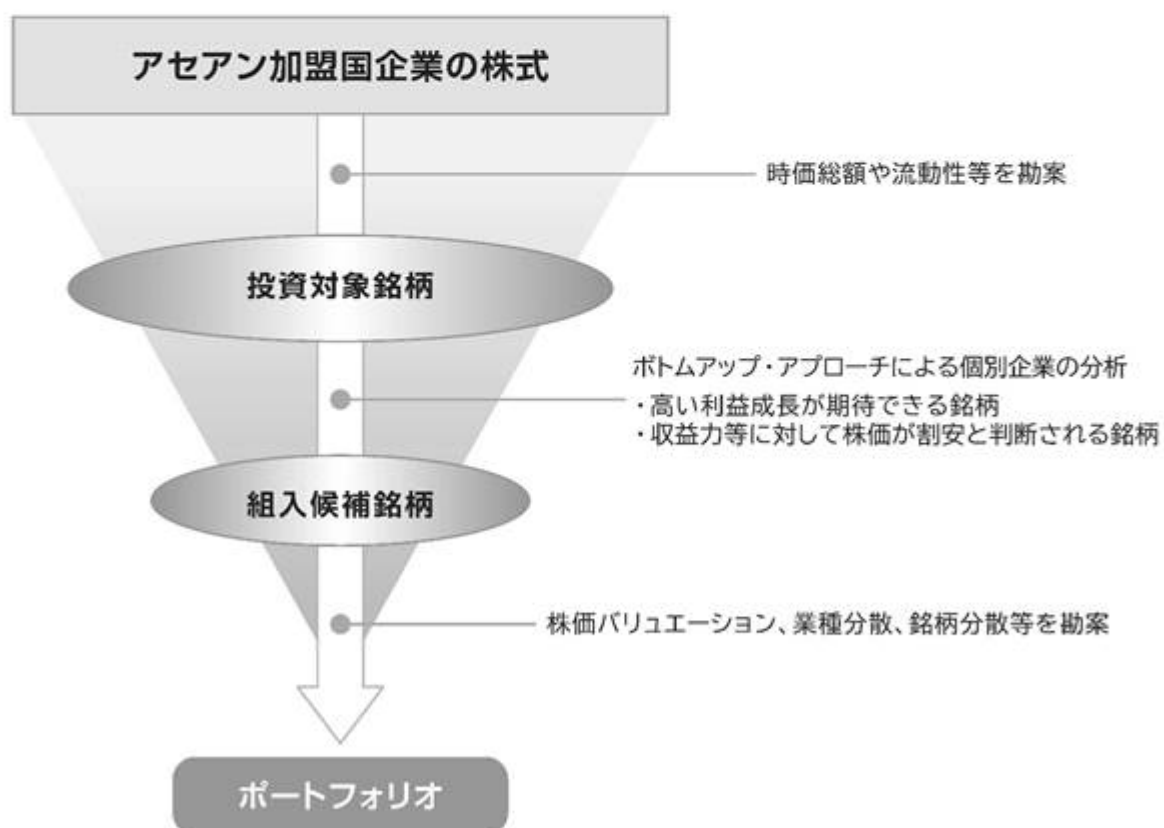 アセアン加盟国企業の株式
時価総額や流動性等を勘案
投資対象銘柄
ボトムアップ・アプローチによる個別企業の分析
・高い利益成長が期待できる銘柄
・収益力等に対して株価が割安と判断される銘柄
組入候補銘柄
株価バリュエーション、業種分散、銘柄分散等を勘案
ポートフォリオ